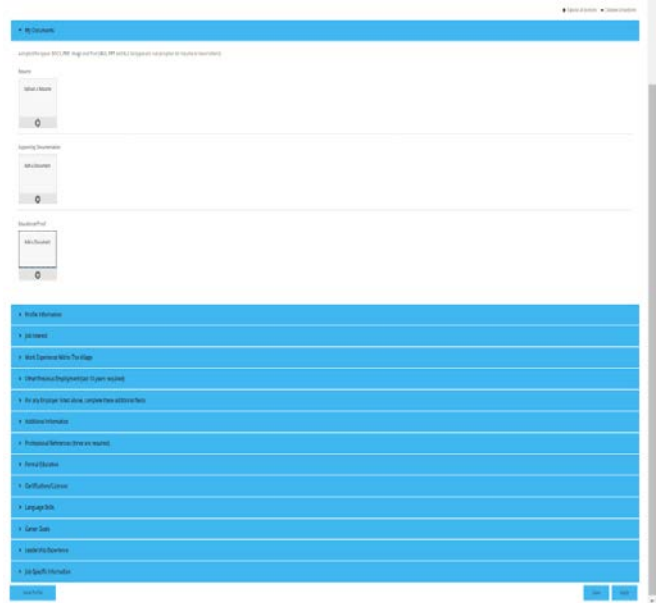 My Documents
Resume
Upload a Resume
Supporting Documentation
Add a Document
Educational Proof
Add a Document
Profile Information
Job Interest
Work Experience Within The Village
Other Previous Employment (last 10 years required)
For any Employer listed above, complete these additional fields
Additional Information
Professional References (three are required)
Formal Education
Certifications/Licenses
Language Skills
Career Goals
Leadership Experience
Job Specific Information
Save
Apply